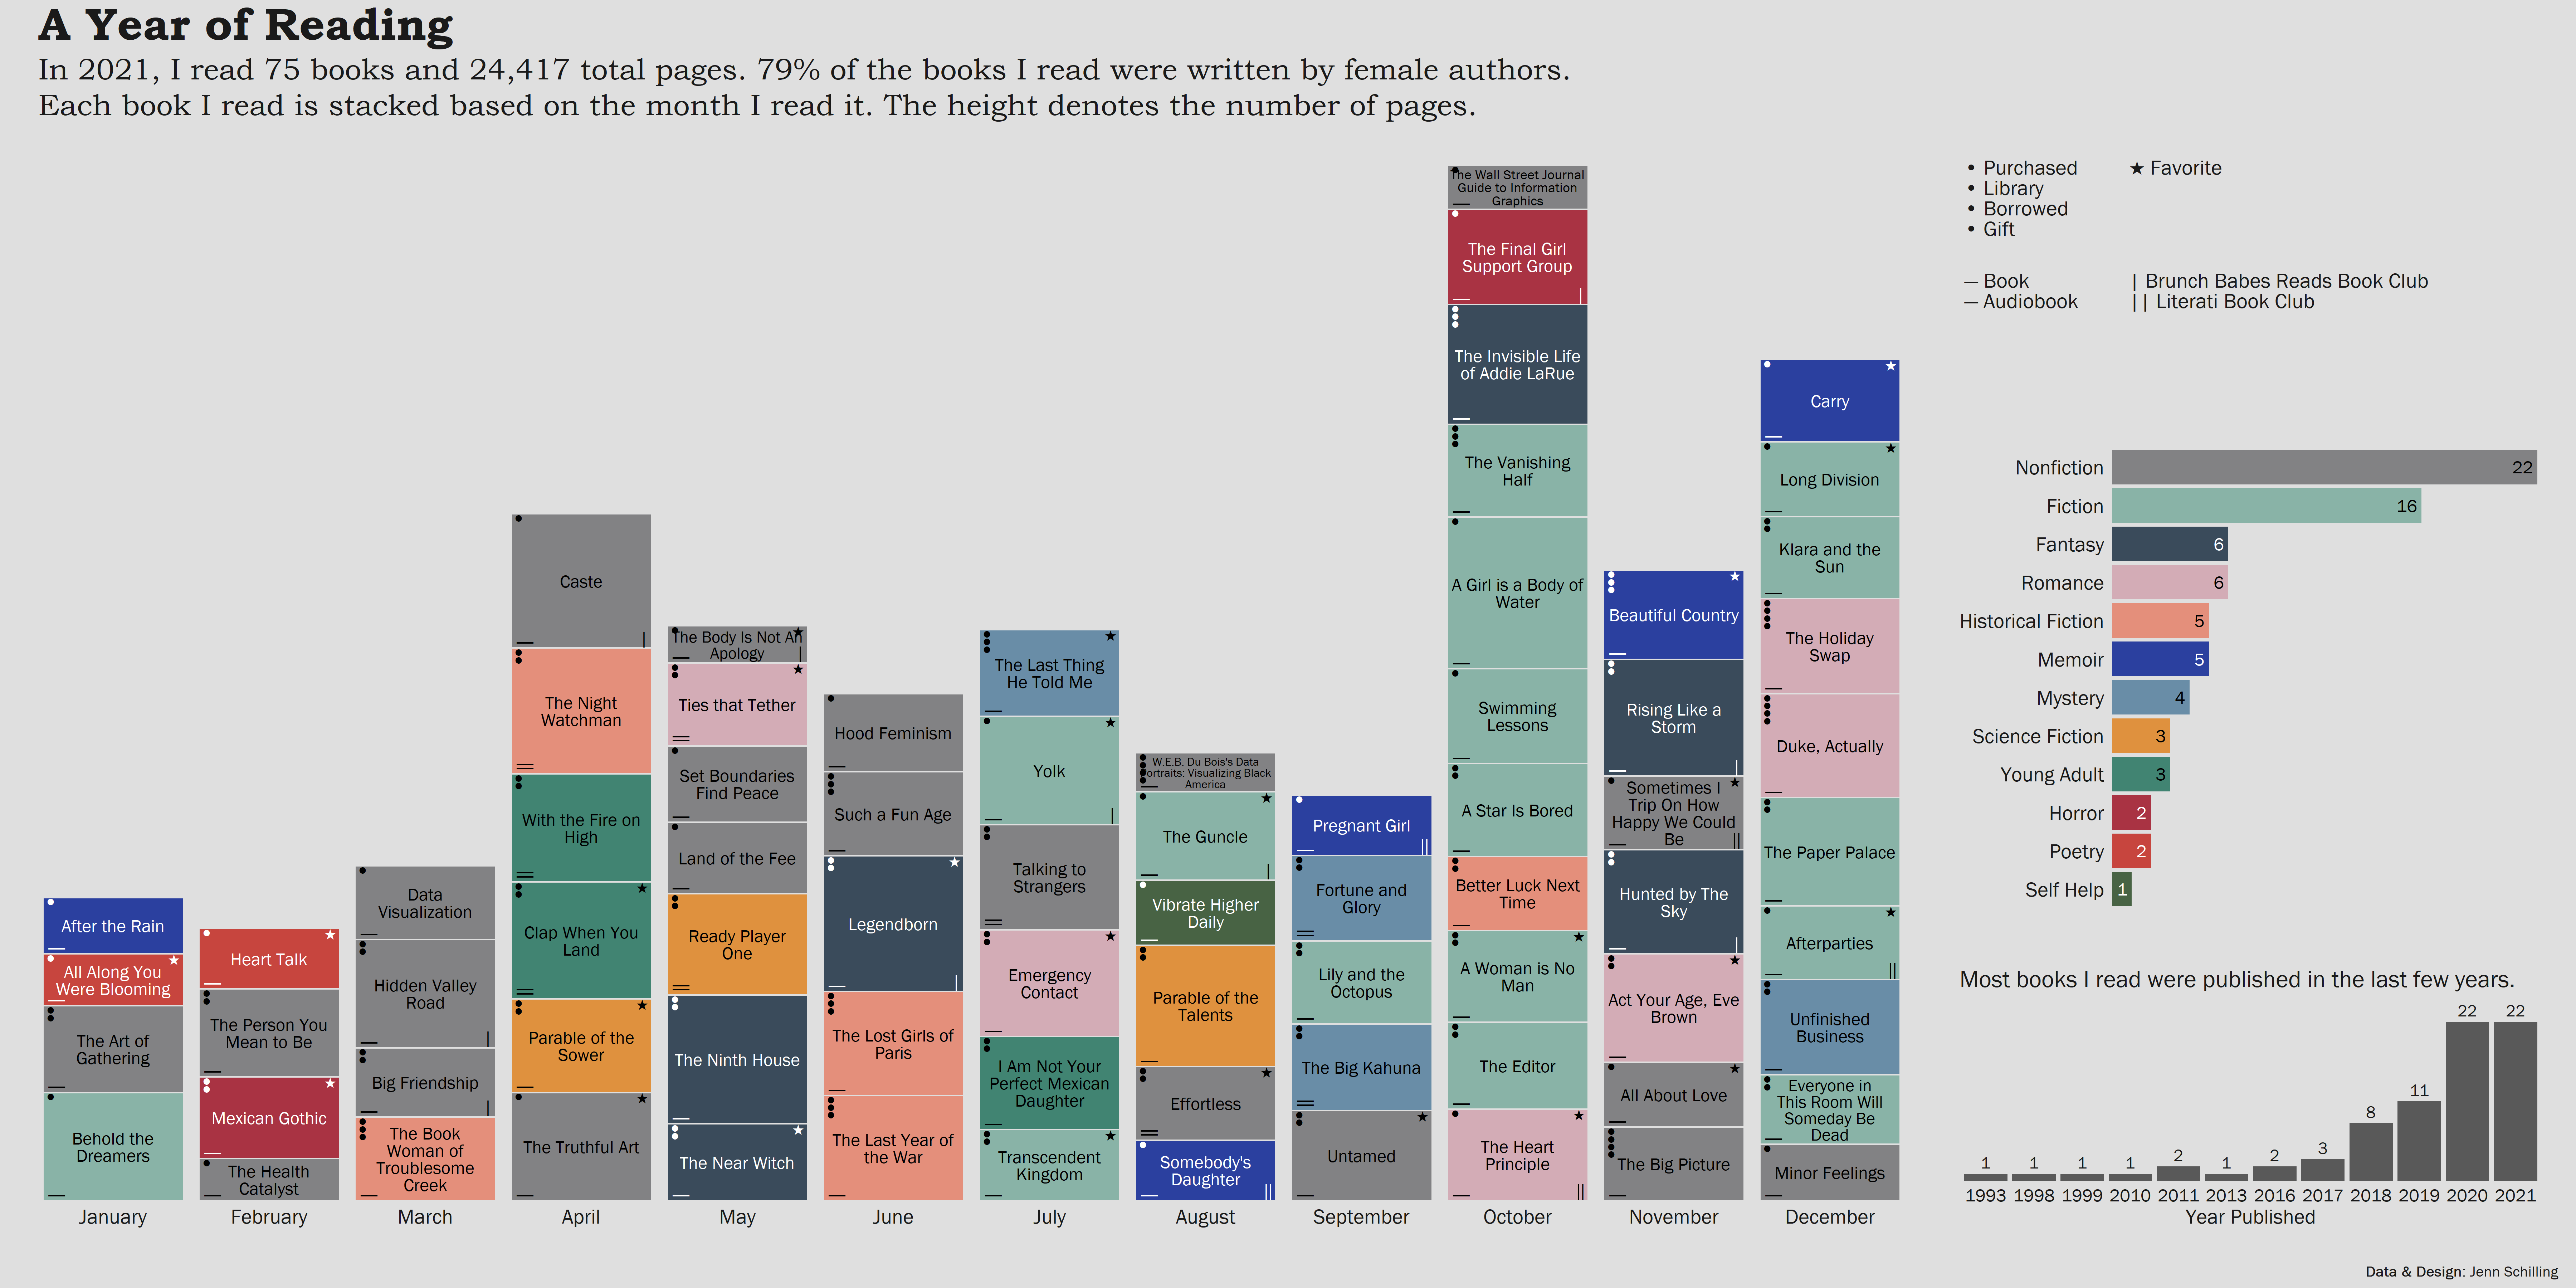 A Year of Reading
In 2021, I read 75 books and 24,417 total pages. 79% of the books I read were written by female authors.
Each book I read is stacked based on the month I read it. The height denotes the number of pages.
• Purchased
• Library
• Borrowed
• Gift
★ Favorite
— Book
— Audiobook
| Brunch Babes Reads Book Club
|| Literati Book Club
After the Rain
All Along You
Were Blooming
The Art of
Gathering
Behold the
Dreamers
January
Heart Talk
The Person You
Mean to Be
Mexican Gothic
The Health
Catalyst
February
Data
Visualization
Hidden Valley
Road
Big Friendship
The Book
Woman of
Troublesome
Creek
March
Caste
The Night
Watchman
With the Fire on
High
Clap When You
Land
Parable of the
Sower
The Truthful Art
April
The Body Is Not An
Apology
Ties that Tether
Set Boundaries
Find Peace
Land of the Fee
Ready Player
One
The Ninth House
The Near Witch
May
Hood Feminism
Such a Fun Age
Legendborn
The Lost Girls of
Paris
The Last Year of
the War
June
The Last Thing
He Told Me
Yolk
Talking to
Strangers
Emergency
Contact
I Am Not Your
Perfect Mexican
Daughter
Transcendent
Kingdom
July
W.E.B. Du Bois's Data
Portraits: Visualizing Black
America
The Guncle
Vibrate Higher
Daily
Parable of the
Talents
Effortless
Somebody's
Daughter
August
Pregnant Girl
Fortune and
Glory
Lily and the
Octopus
The Big Kahuna
Untamed
September
The Wall Street Journal
Guide to Information
Graphics
The Final Girl
Support Group
The Invisible Life
of Addie LaRue
The Vanishing
Half
A Girl is a Body of
Water
Swimming
Lessons
A Star Is Bored
Better Luck Next
Time
A Woman is No
Man
The Editor
The Heart
Principle
October
Beautiful Country
Rising Like a
Storm
Sometimes I
Trip On How
Happy We Could
Be
Hunted by The
Sky
Act Your Age, Eve
Brown
All About Love
The Big Picture
November
Carry
Long Division
Klara and the
Sun
The Holiday
Swap
Duke, Actually
The Paper Palace
Afterparties
Unfinished
Business
Everyone in
This Room Will
Someday Be
Dead
Minor Feelings
December
Nonfiction 22
Fiction 16
Fantasy 6
Romance 6
Historical Fiction 5
Memoir 5
Mystery 4
Science Fiction 3
Young Adult 3
Horror 2
Poetry 2
Self Help 1
Most books I read were published in the last few years.
1 1 1 1 2 1 2 3 8 11 22 22
1993 1998 1999 2010 2011 2013 2016 2017 2018 2019 2020 2021
Year Published
Data & Design: Jenn Schilling